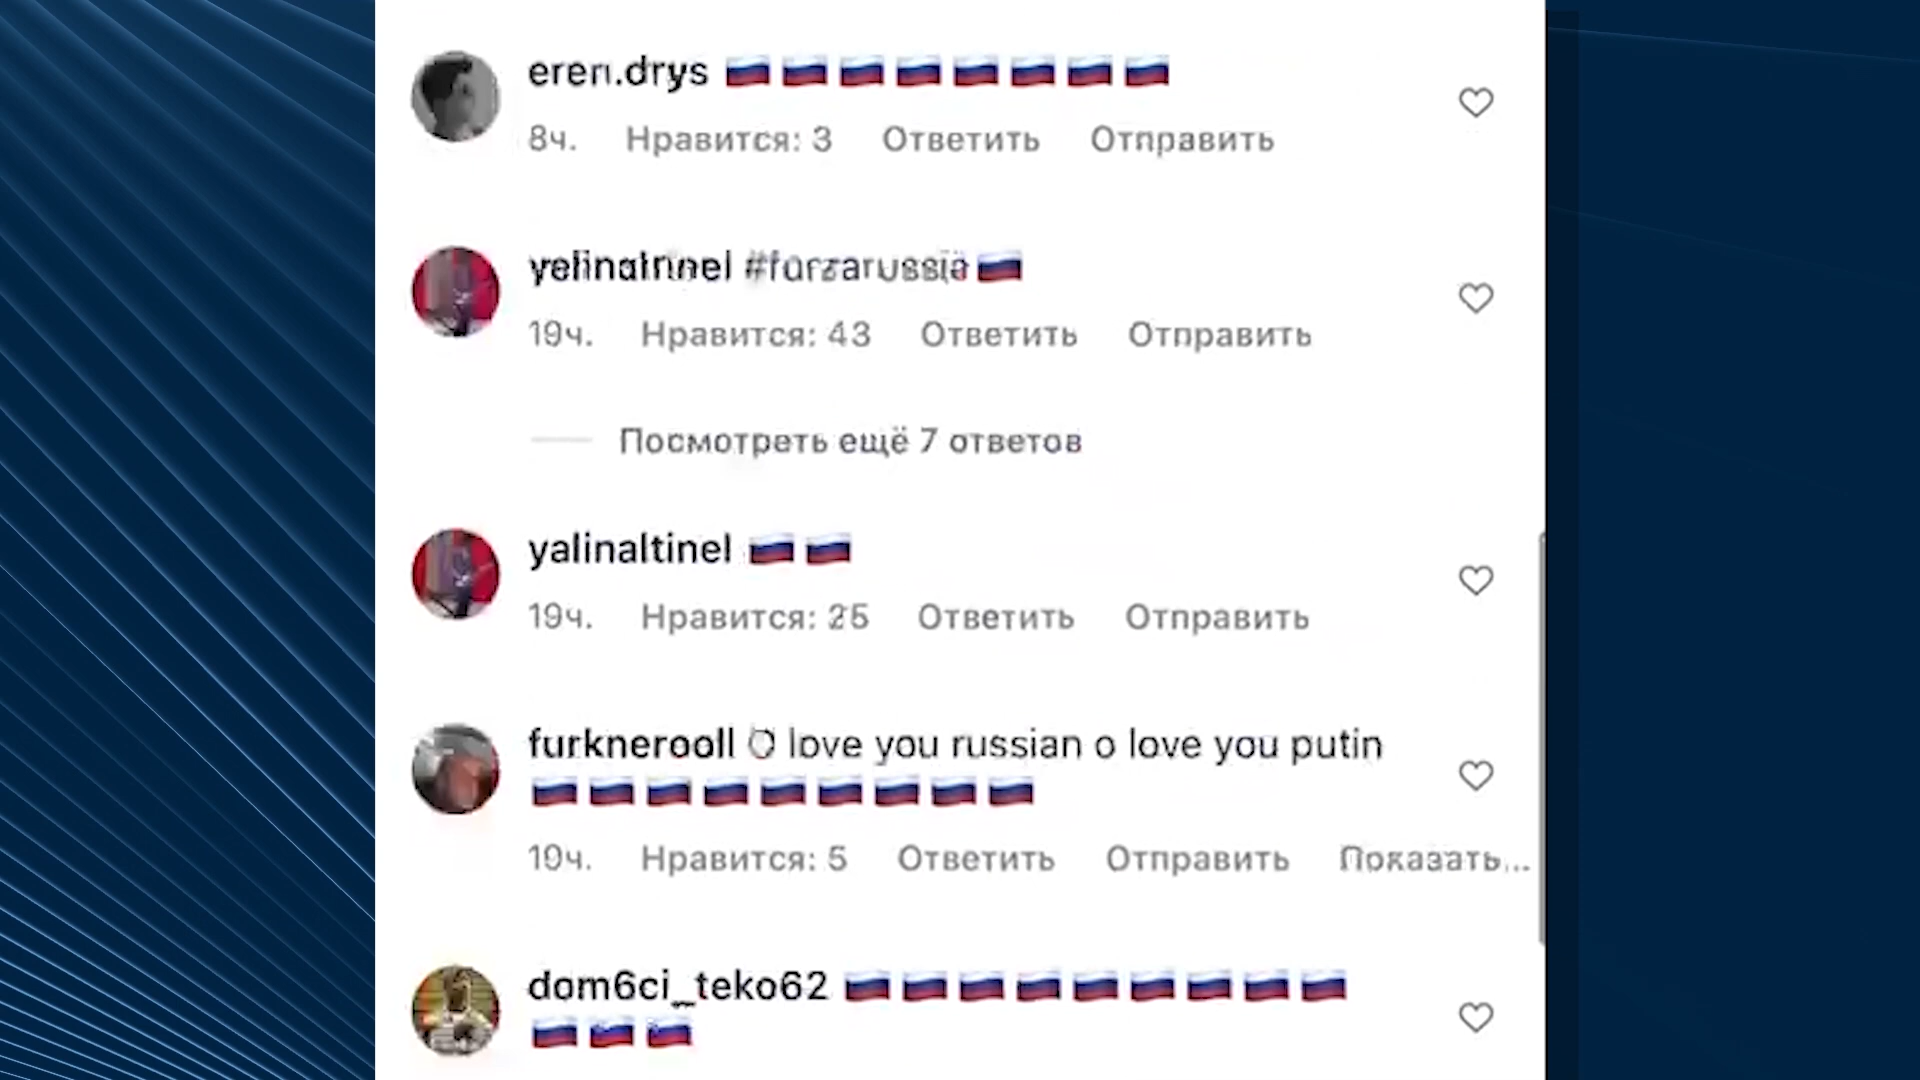 eren.drys 🇷🇺🇷🇺🇷🇺🇷🇺🇷🇺🇷🇺🇷🇺🇷🇺
8ч. Нравится: 3 Ответить Отправить
#forzarussia 🇷🇺
19ч. Нравится: 43 Ответить Отправить
Посмотреть ещё 7 ответов
yalinaltinel 🇷🇺🇷🇺
19ч. Нравится: 25 Ответить Отправить
furknerooll O love you russian o love you putin
🇷🇺🇷🇺🇷🇺🇷🇺🇷🇺🇷🇺🇷🇺🇷🇺🇷🇺
19ч. Нравится: 5 Ответить Отправить Показать...
dom6ci_teko62 🇷🇺🇷🇺🇷🇺🇷🇺🇷🇺🇷🇺🇷🇺🇷🇺🇷🇺
🇷🇺🇷🇺🇷🇺